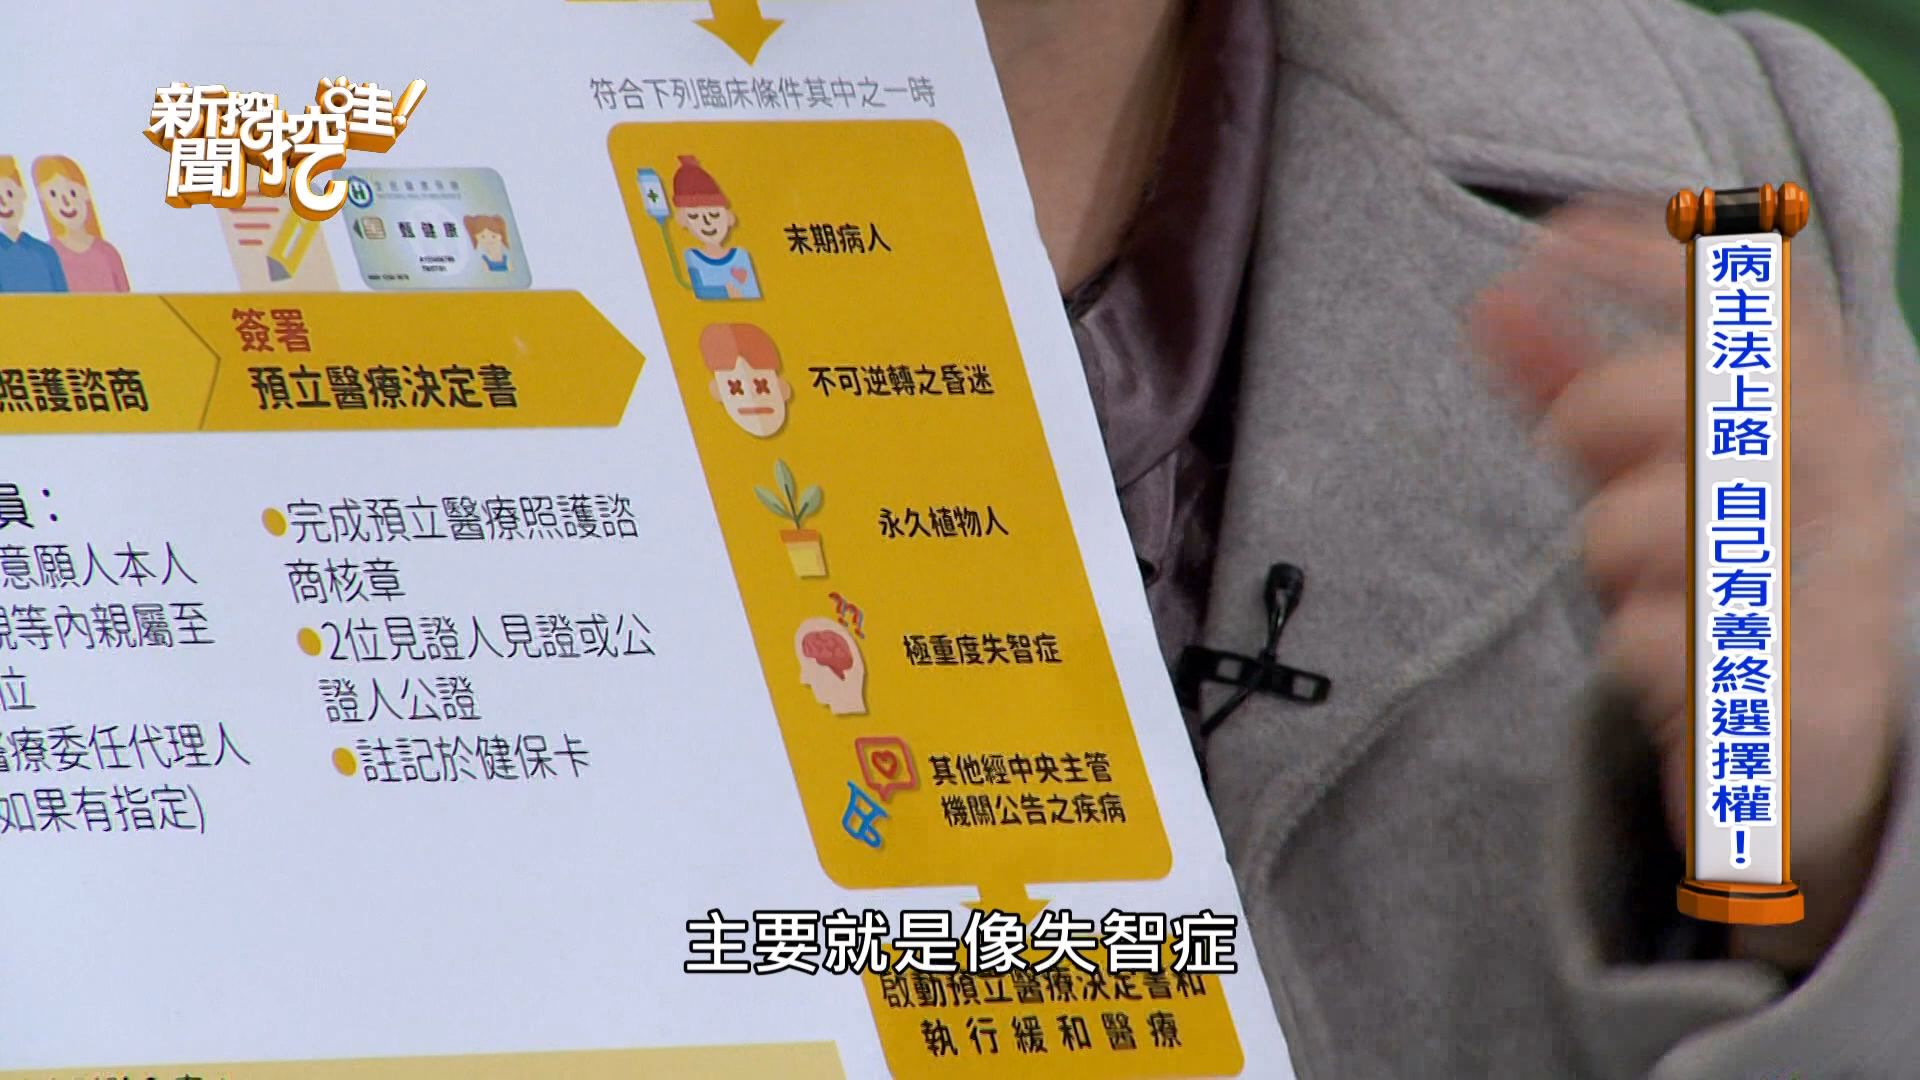 新聞挖挖哇!
符合下列臨床條件其中之一時
末期病人
不可逆轉之昏迷
永久植物人
極重度失智症
其他經中央主管
機關公告之疾病
啟動預立醫療決定書和
執行緩和醫療
甄健康
照護諮商
簽署
預立醫療決定書
員：
意願人本人
親等內親屬至
位
醫療委任代理人
如果有指定)
完成預立醫療照護諮
商核章
2位見證人見證或公
證人公證
註記於健保卡
病主法上路 自己有善終選擇權!
主要就是像失智症